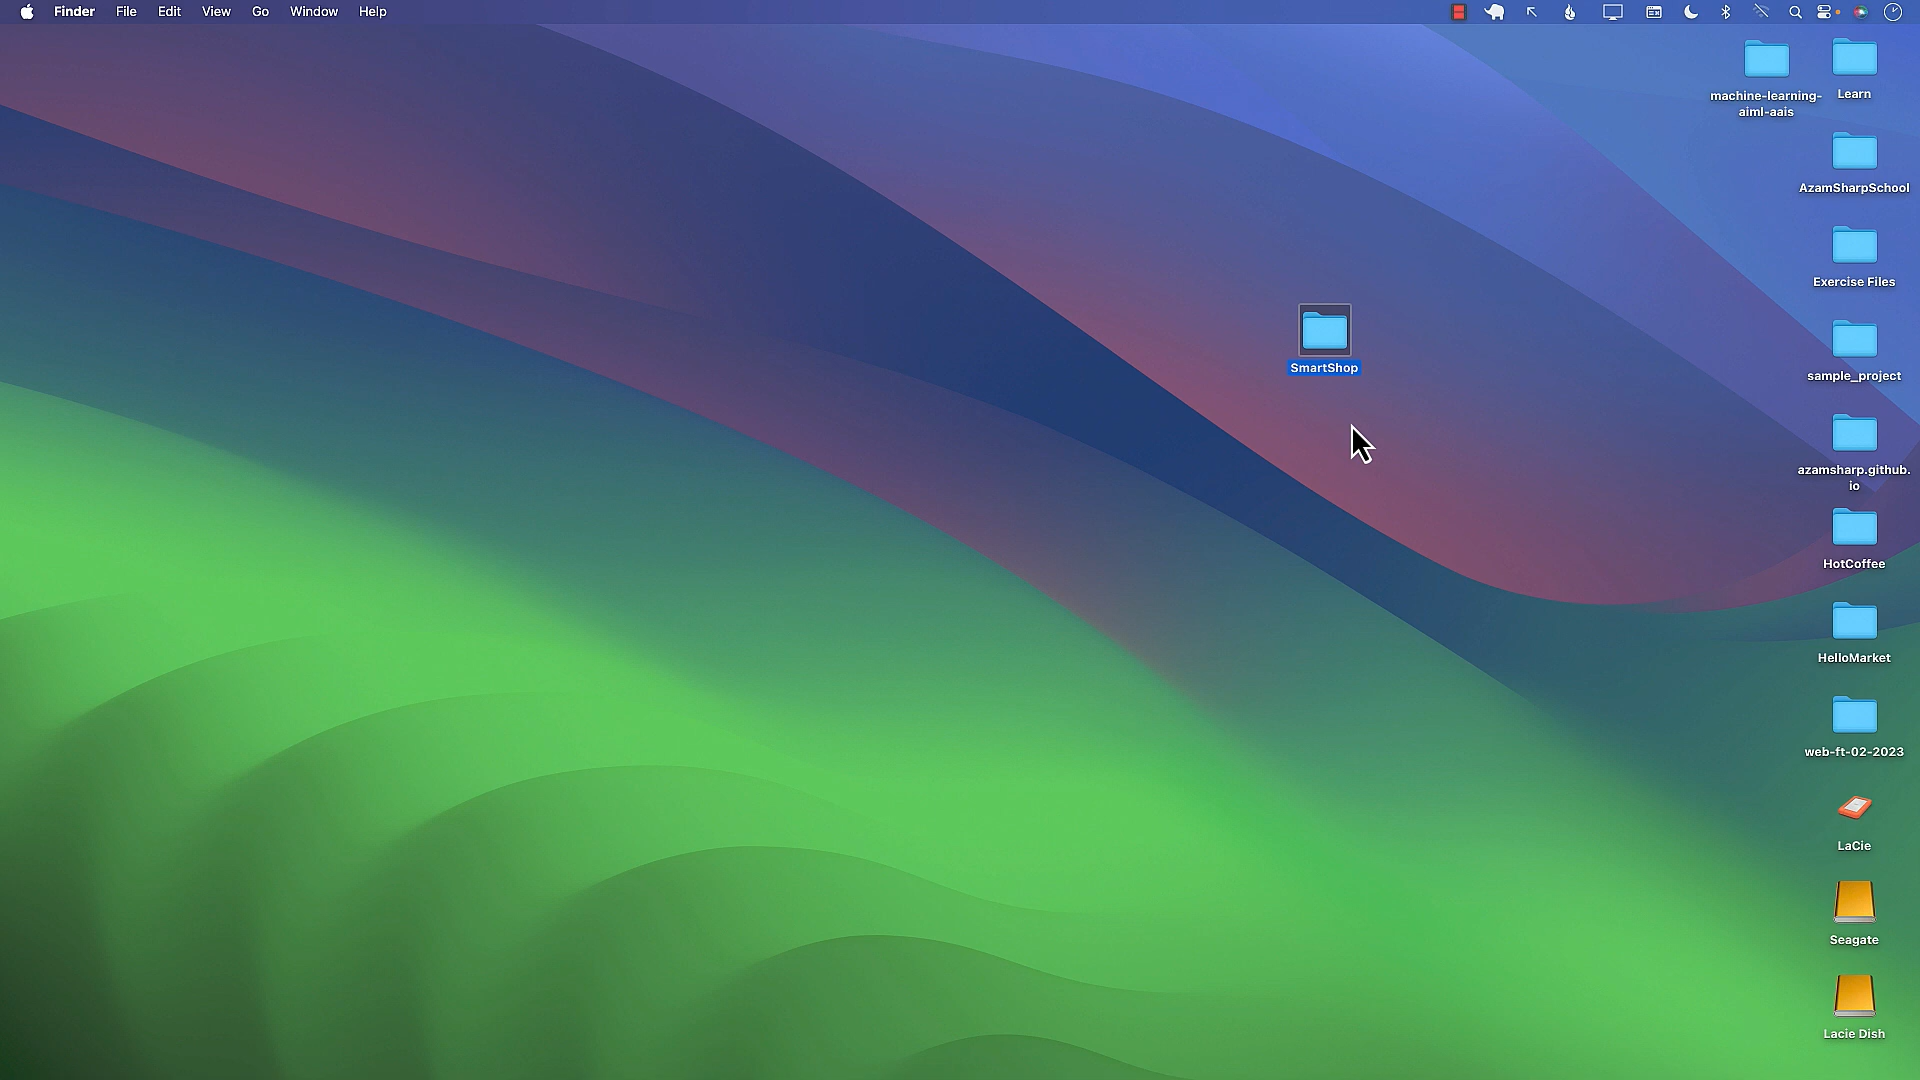 Finder File Edit View Go Window Help
machine-learning-
aiml-aais
Learn
AzamSharpSchool
Exercise Files
SmartShop
sample_project
azamsharp.github.
io
HotCoffee
HelloMarket
web-ft-02-2023
LaCie
Seagate
Lacie Dish